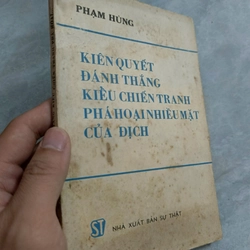 PHẠM HÙNG
KIÊN QUYẾT
ĐÁNH THẮNG
KIỂU CHIẾN TRANH
PHÁ HOẠI NHIỀU MẶT
CỦA ĐỊCH
ST
NHÀ XUẤT BẢN SỰ THẬT